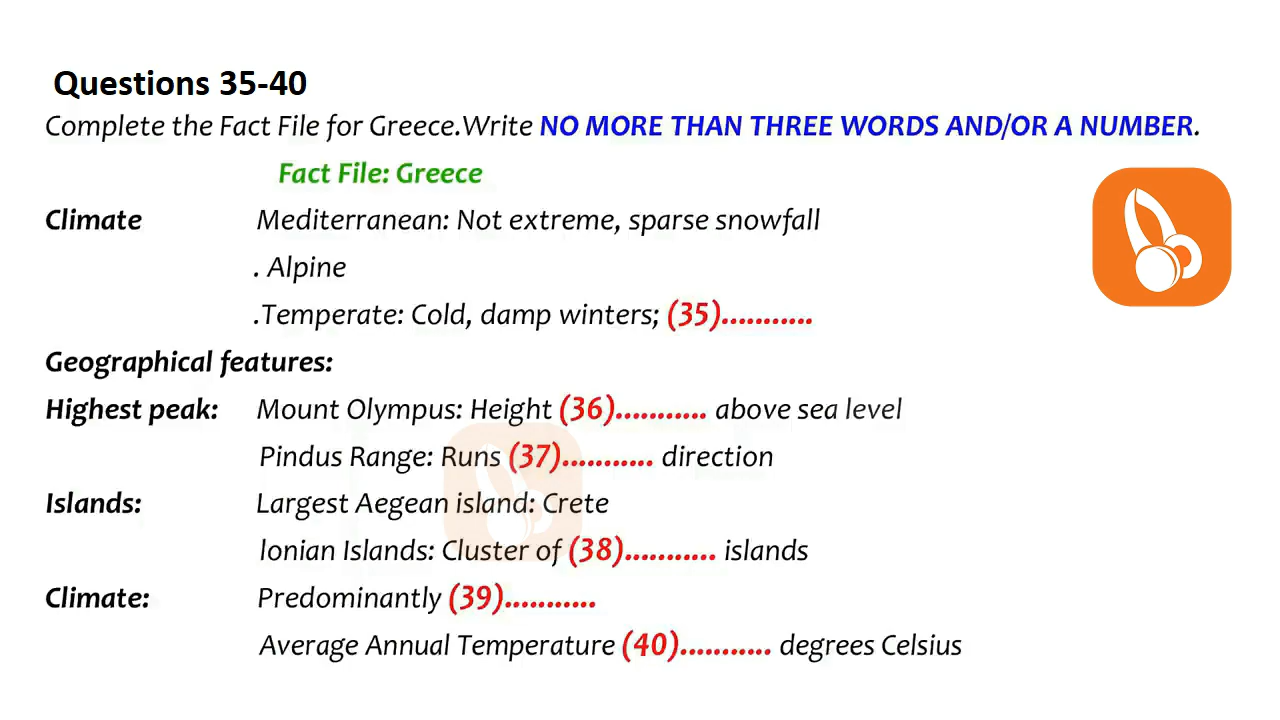 Questions 35-40
Complete the Fact File for Greece.Write NO MORE THAN THREE WORDS AND/OR A NUMBER.
Fact File: Greece
Climate Mediterranean: Not extreme, sparse snowfall
. Alpine
.Temperate: Cold, damp winters; (35)...........
Geographical features:
Highest peak: Mount Olympus: Height (36)........... above sea level
Pindus Range: Runs (37)........... direction
Islands: Largest Aegean island: Crete
Ionian Islands: Cluster of (38)........... islands
Climate: Predominantly (39)...........
Average Annual Temperature (40)........... degrees Celsius